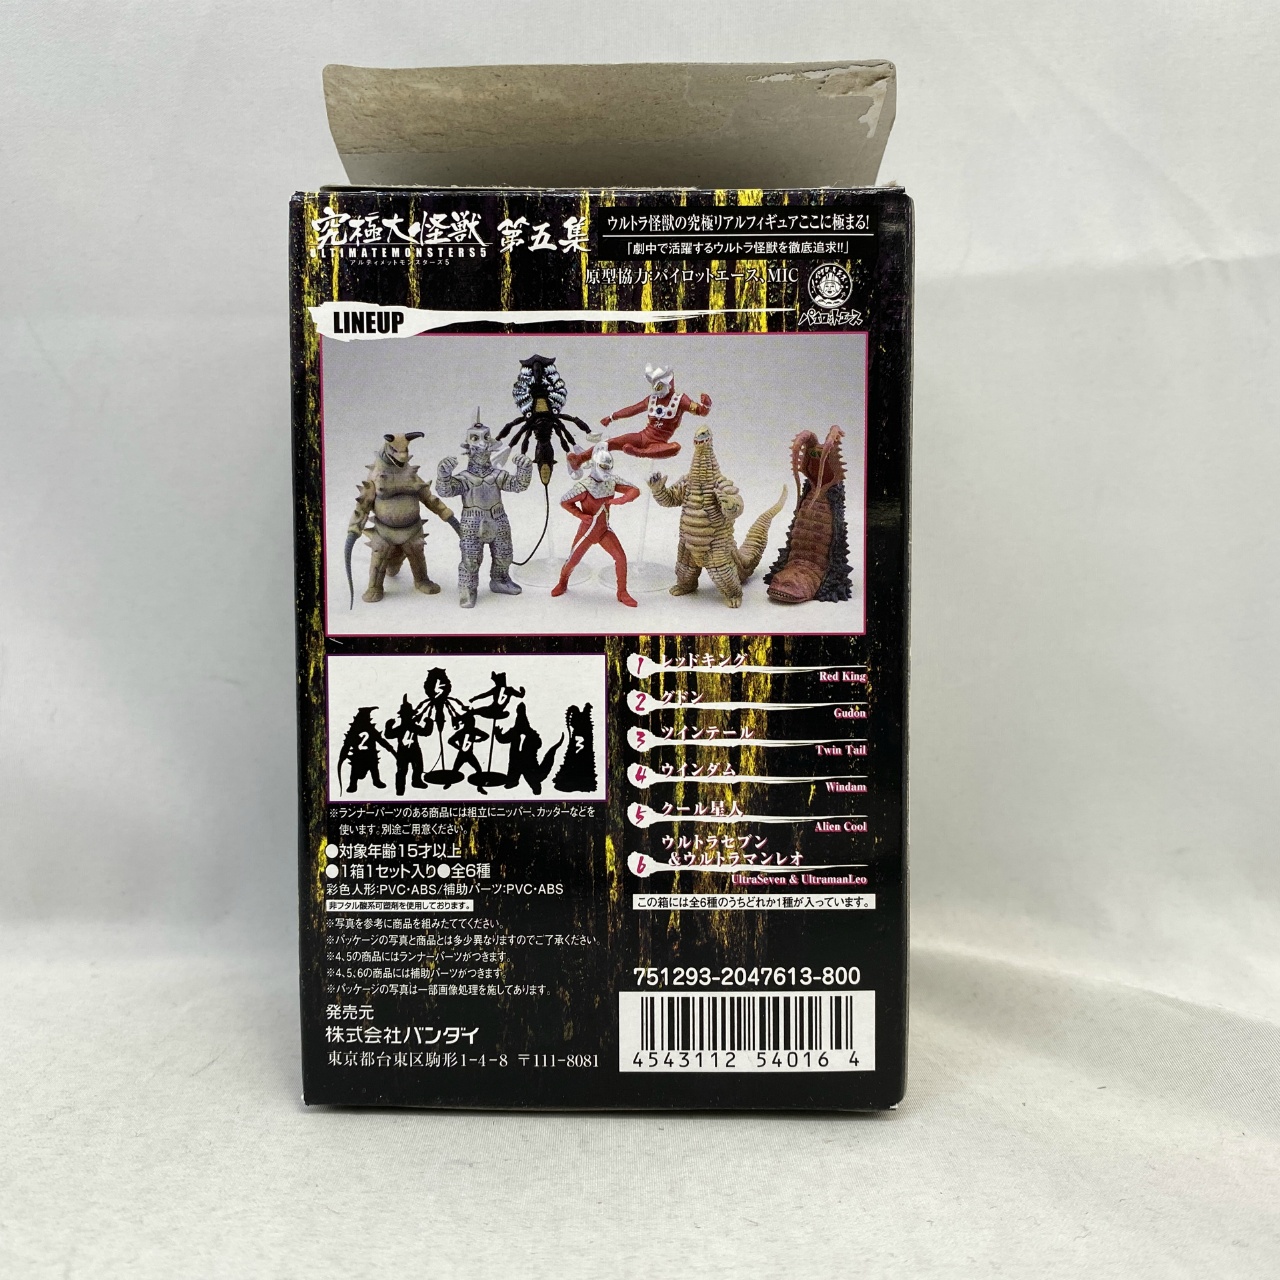 究極大怪獣 第五集
ULTIMATEMONSTERS5
アルティメットモンスターズ5
ウルトラ怪獣の究極リアルフィギュアここに極まる!
「劇中で活躍するウルトラ怪獣を徹底追求!!」
原型協力:パイロットエース、MIC
パイロットエース
LINEUP
1 レッドキング
Red King
2 グドン
Gudon
3 ツインテール
Twin Tail
4 ウインダム
Windam
5 クール星人
Alien Cool
6 ウルトラセブン
&ウルトラマンレオ
UltraSeven & UltramanLeo
この箱には全6種のうちどれか1種が入っています。
※ランナーパーツのある商品には組立にニッパー、カッターなどを
使います。別途ご用意ください。
●対象年齢15才以上
●1箱1セット入り●全6種
彩色人形:PVC・ABS/補助パーツ:PVC・ABS
非フタル酸系可塑剤を使用しております。
※写真を参考に商品を組みたててください。
※パッケージの写真と商品とは多少異なりますのでご了承ください。
※4、5の商品にはランナーパーツがつきます。
※4、5、6の商品には補助パーツがつきます。
※パッケージの写真は一部画像処理を施してあります。
発売元
株式会社バンダイ
東京都台東区駒形1-4-8 〒111-8081
751293-2047613-800
4543112 54016 4